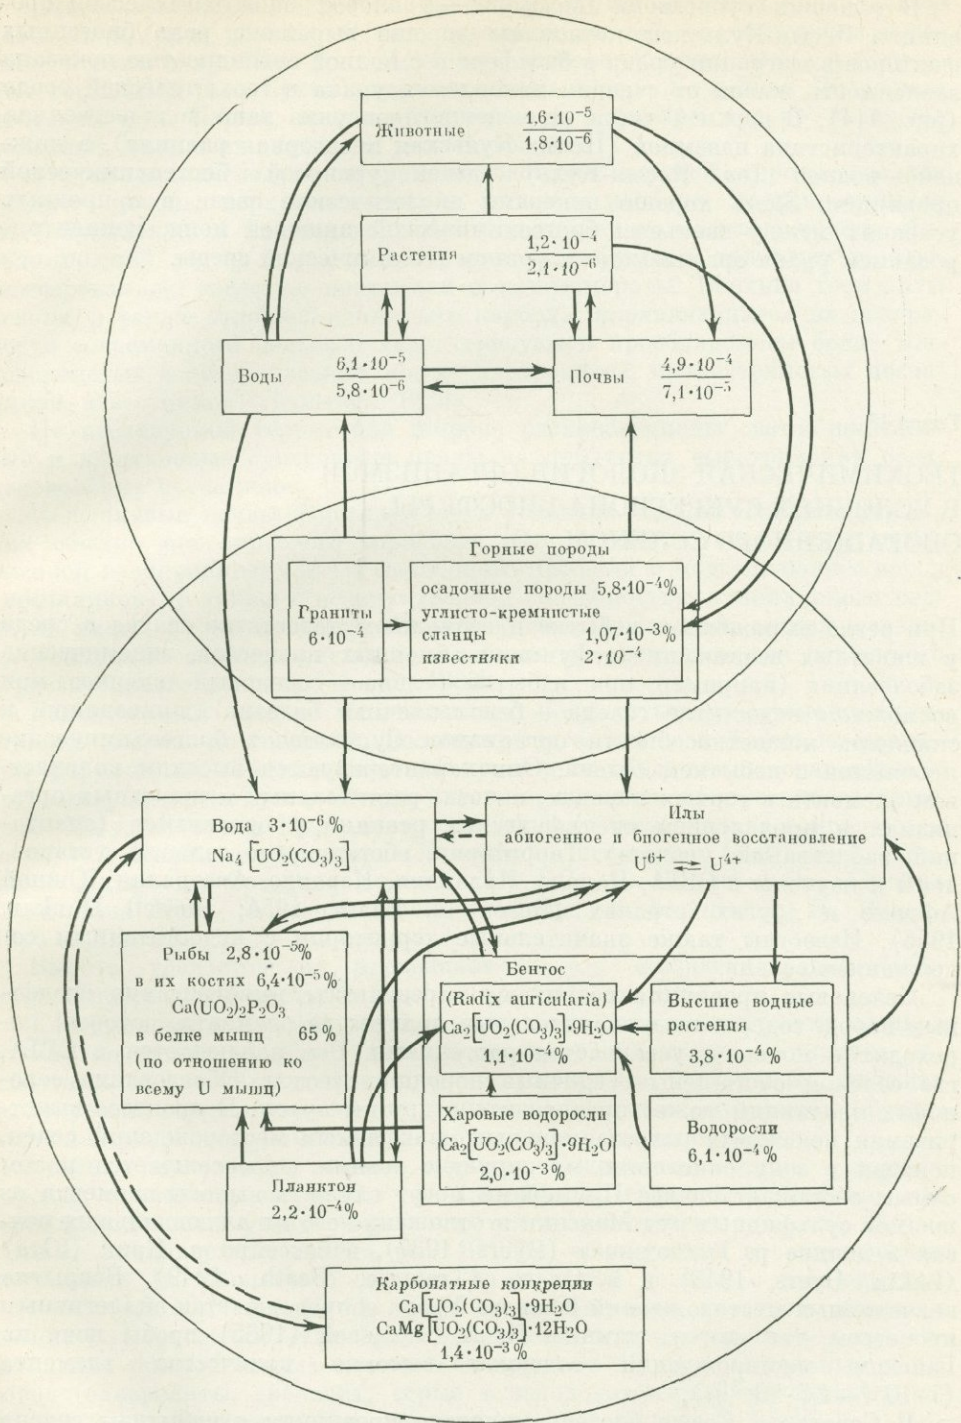 Животные 1,6·10⁻⁵
1,8·10⁻⁶
Растения 1,2·10⁻⁴
2,1·10⁻⁶
Воды 6,1·10⁻⁵
5,8·10⁻⁶
Почвы 4,9·10⁻⁴
7,1·10⁻⁵
Горные породы
Граниты
6·10⁻⁴
осадочные породы 5,8·10⁻⁴%
углисто-кремнистые
сланцы 1,07·10⁻³%
известняки 2·10⁻⁴
Вода 3·10⁻⁶%
Na₄[UO₂(CO₃)₃]
Илы
абиогенное и биогенное восстановление
U⁶⁺ ⇄ U⁴⁺
Рыбы 2,8·10⁻⁵%
в их костях 6,4·10⁻⁵%
Ca(UO₂)₂P₂O₃
в белке мышц 65%
(по отношению ко
всему U мышц)
Бентос
(Radix auricularia)
Ca₂[UO₂(CO₃)₃]·9H₂O
1,1·10⁻⁴%
Высшие водные
растения
3,8·10⁻⁴%
Харовые водоросли
Ca₂[UO₂(CO₃)₃]·9H₂O
2,0·10⁻³%
Водоросли
6,1·10⁻⁴%
Планктон
2,2·10⁻⁴%
Карбонатные конкреции
Ca[UO₂(CO₃)₃]·9H₂O
CaMg[UO₂(CO₃)₃]·12H₂O
1,4·10⁻³%